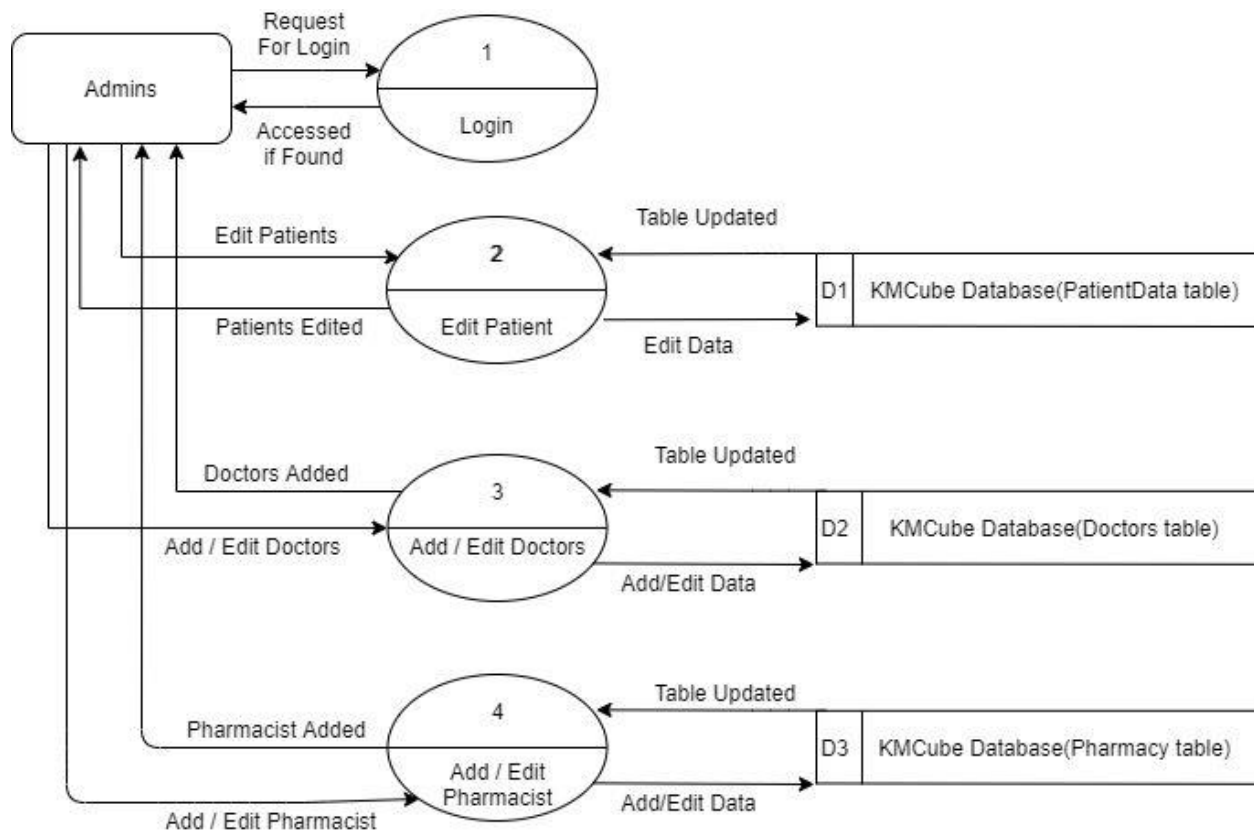 Request
For Login
1
Admins
Login
Accessed
if Found
Table Updated
Edit Patients
2
D1
KMCube Database(PatientData table)
Patients Edited
Edit Patient
Edit Data
Table Updated
Doctors Added
3
D2
KMCube Database(Doctors table)
Add / Edit Doctors
Add / Edit Doctors
Add/Edit Data
Table Updated
4
Pharmacist Added
D3
KMCube Database(Pharmacy table)
Add / Edit
Pharmacist
Add/Edit Data
Add / Edit Pharmacist